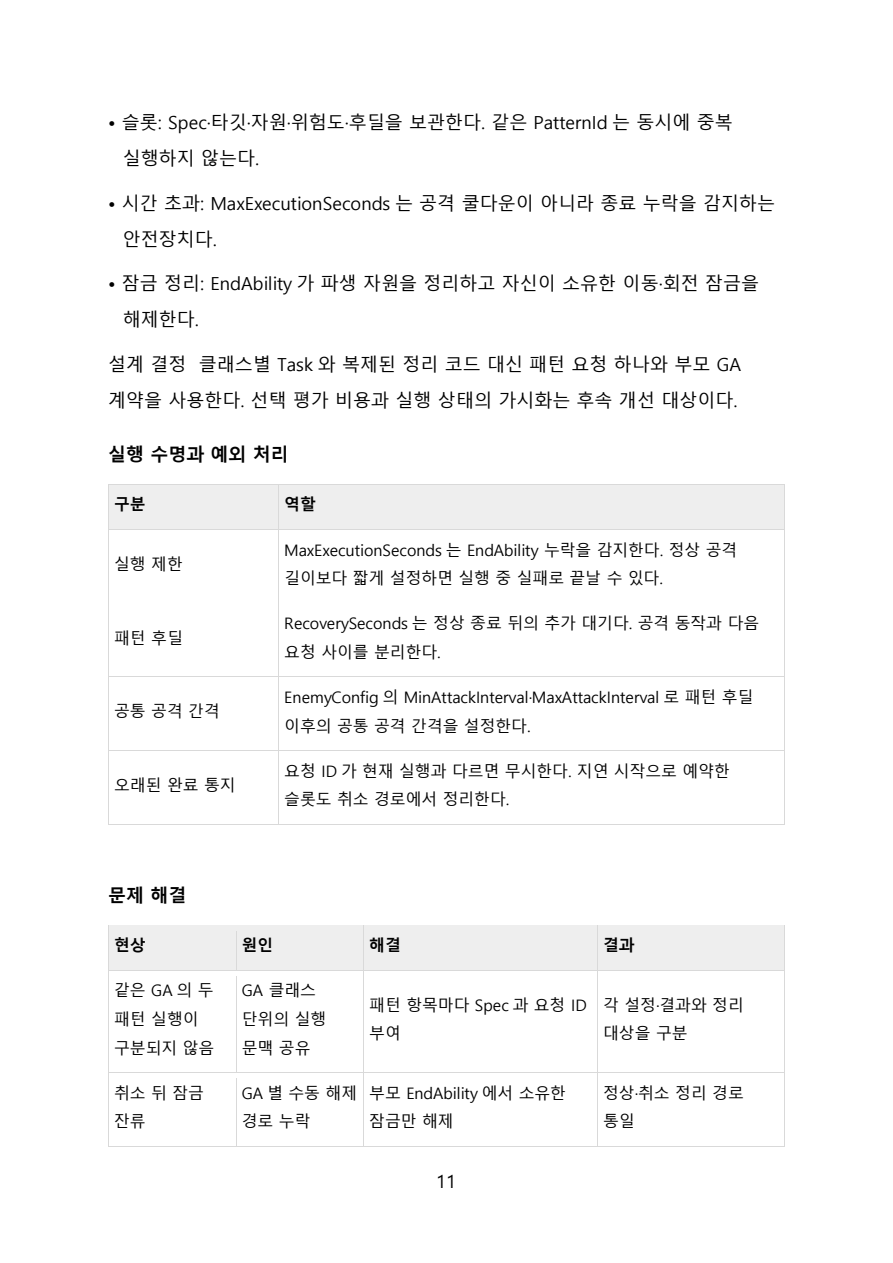 • 슬롯: Spec·타깃·자원·위험도·후딜을 보관한다. 같은 PatternId 는 동시에 중복
실행하지 않는다.
• 시간 초과: MaxExecutionSeconds 는 공격 쿨다운이 아니라 종료 누락을 감지하는
안전장치다.
• 잠금 정리: EndAbility 가 파생 자원을 정리하고 자신이 소유한 이동·회전 잠금을
해제한다.
설계 결정 클래스별 Task 와 복제된 정리 코드 대신 패턴 요청 하나와 부모 GA
계약을 사용한다. 선택 평가 비용과 실행 상태의 가시화는 후속 개선 대상이다.
실행 수명과 예외 처리
구분 역할
실행 제한
MaxExecutionSeconds 는 EndAbility 누락을 감지한다. 정상 공격
길이보다 짧게 설정하면 실행 중 실패로 끝날 수 있다.
패턴 후딜
RecoverySeconds 는 정상 종료 뒤의 추가 대기다. 공격 동작과 다음
요청 사이를 분리한다.
공통 공격 간격
EnemyConfig 의 MinAttackInterval·MaxAttackInterval 로 패턴 후딜
이후의 공통 공격 간격을 설정한다.
오래된 완료 통지
요청 ID 가 현재 실행과 다르면 무시한다. 지연 시작으로 예약한
슬롯도 취소 경로에서 정리한다.
문제 해결
현상 원인 해결 결과
같은 GA 의 두
패턴 실행이
구분되지 않음
GA 클래스
단위의 실행
문맥 공유
패턴 항목마다 Spec 과 요청 ID
부여
각 설정·결과와 정리
대상을 구분
취소 뒤 잠금
잔류
GA 별 수동 해제
경로 누락
부모 EndAbility 에서 소유한
잠금만 해제
정상·취소 정리 경로
통일
11